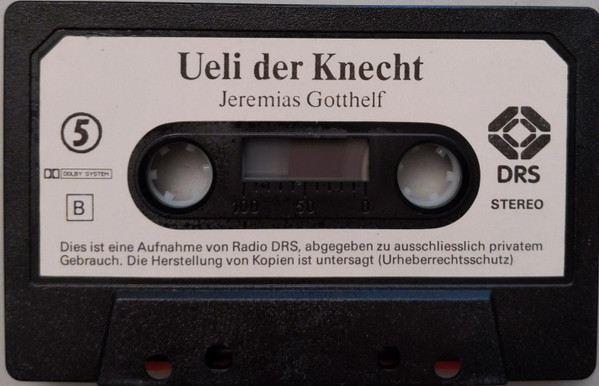 Ueli der Knecht
Jeremias Gotthelf
5
DOLBY SYSTEM
DRS
B
STEREO
100 50 0
Dies ist eine Aufnahme von Radio DRS, abgegeben zu ausschliesslich privatem
Gebrauch. Die Herstellung von Kopien ist untersagt (Urheberrechtsschutz)